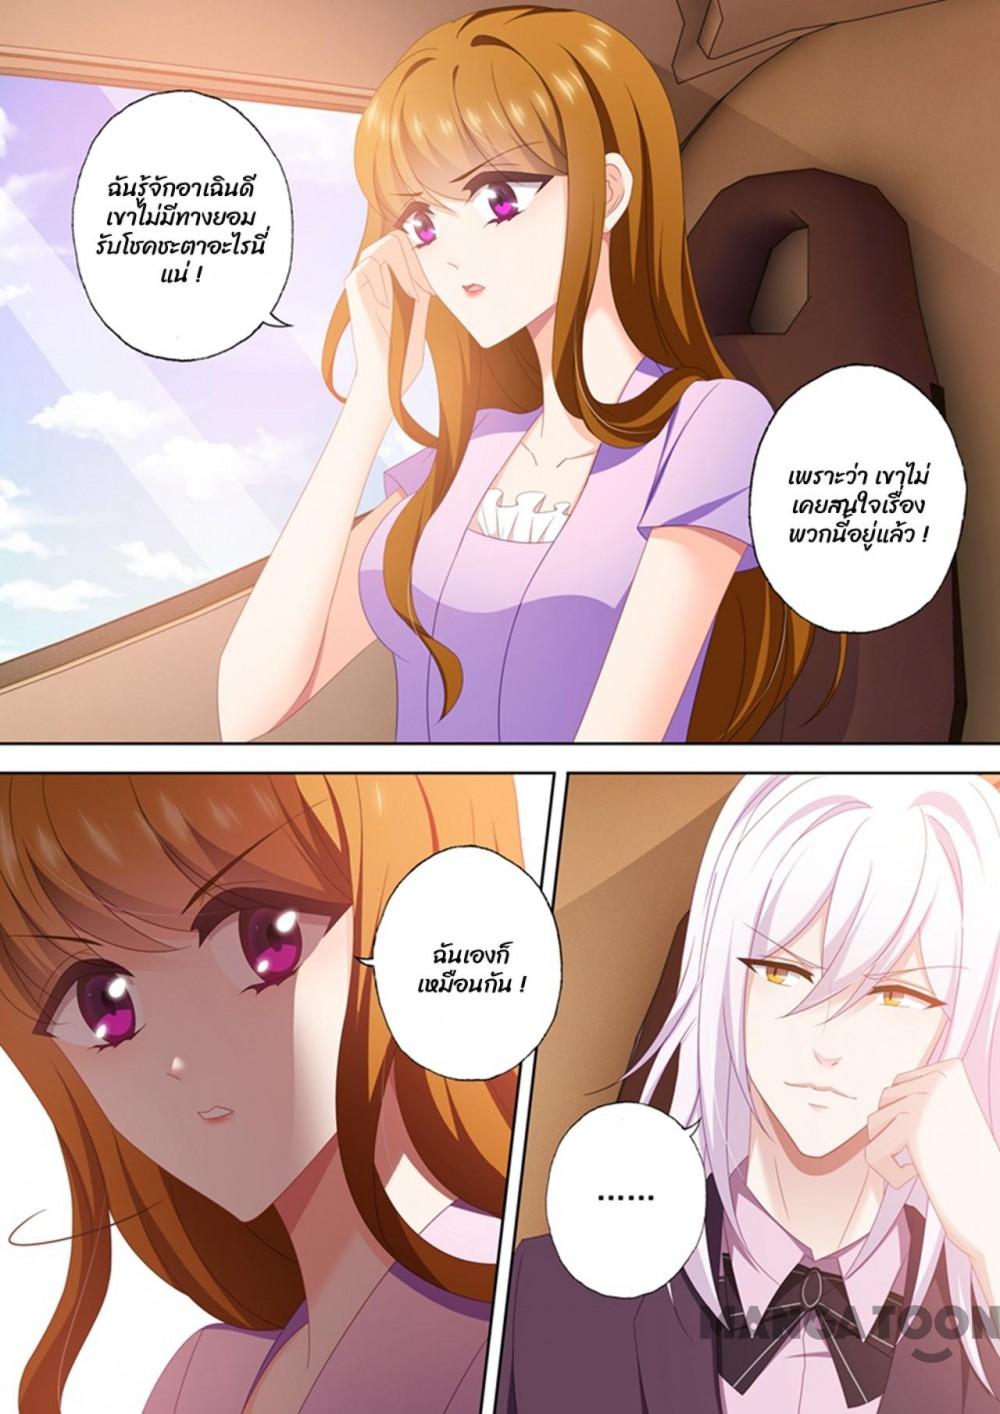 ฉันรู้จักอาเฉินดี
เขาไม่มีทางยอม
รับโชคชะตาอะไรนี่
แน่ !
เพราะว่า เขาไม่
เคยสนใจเรื่อง
พวกนี้อยู่แล้ว !
ฉันเองก็
เหมือนกัน !
......
MANGATOON